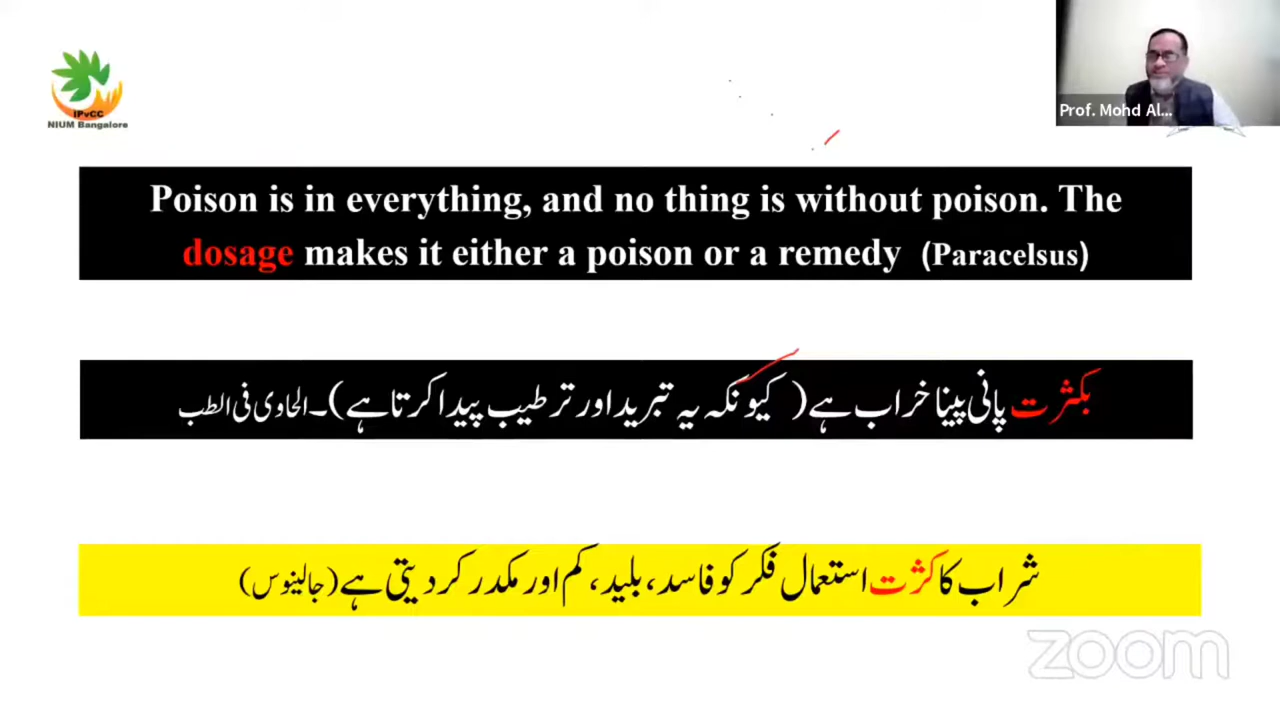 IPvCC
NIUM Bangalore
Prof. Mohd Al...
Poison is in everything, and no thing is without poison. The
dosage makes it either a poison or a remedy (Paracelsus)
بکثرت پانی پینا خراب ہے (کیونکہ یہ تبرید اور ترطیب پیدا کرتا ہے)۔ الحاوی فی الطب
شراب کا کثرت استعمال فکر کو فاسد، بلید، کم اور مکدر کر دیتی ہے (جالینوس)
zoom